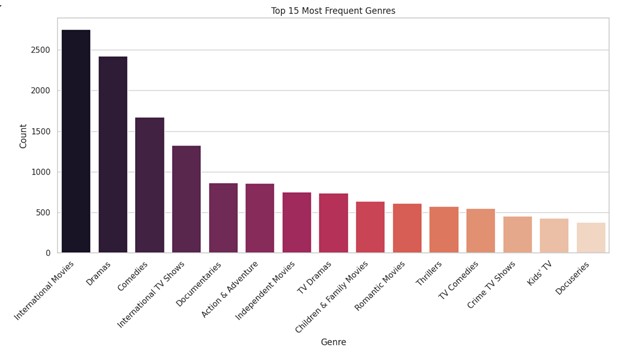 Top 15 Most Frequent Genres
Count
2500
2000
1500
1000
500
0
International Movies
Dramas
Comedies
International TV Shows
Documentaries
Action & Adventure
Independent Movies
TV Dramas
Children & Family Movies
Romantic Movies
Thrillers
TV Comedies
Crime TV Shows
Kids' TV
Docuseries
Genre